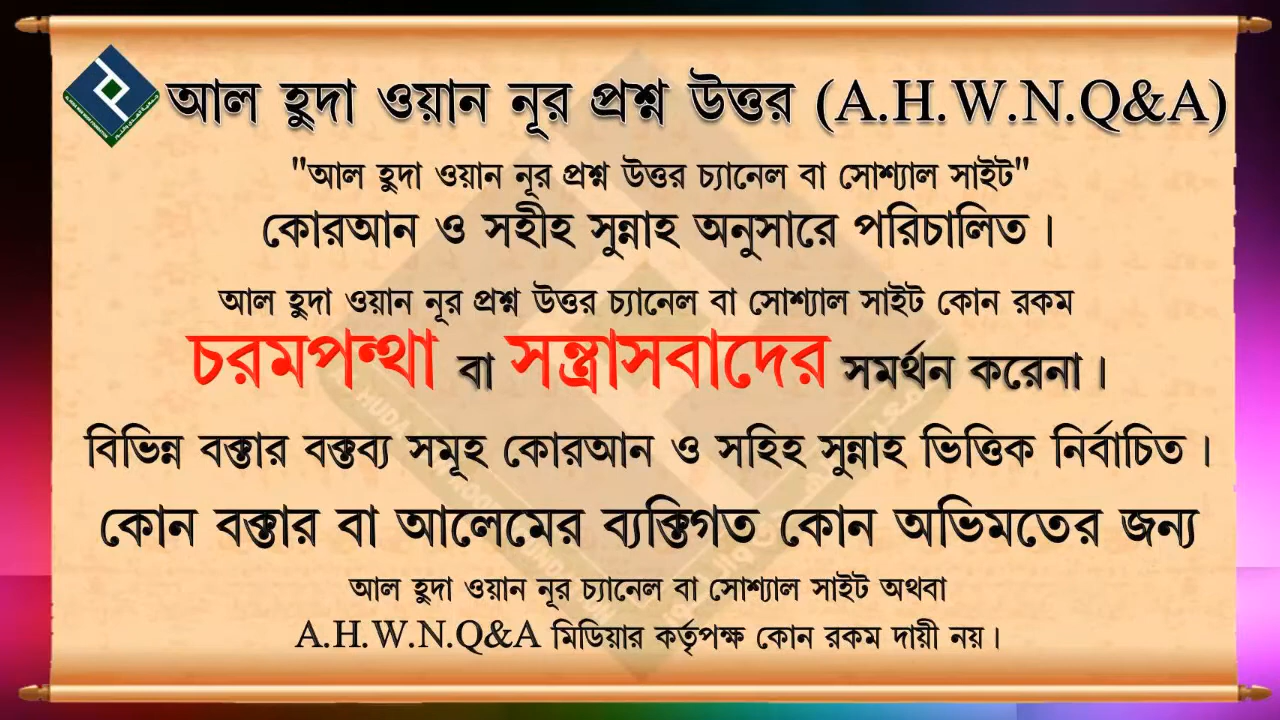 আল হুদা ওয়ান নূর প্রশ্ন উত্তর (A.H.W.N.Q&A)
"আল হুদা ওয়ান নূর প্রশ্ন উত্তর চ্যানেল বা সোশ্যাল সাইট"
কোরআন ও সহীহ সুন্নাহ অনুসারে পরিচালিত।
আল হুদা ওয়ান নূর প্রশ্ন উত্তর চ্যানেল বা সোশ্যাল সাইট কোন রকম
চরমপন্থা বা সন্ত্রাসবাদের সমর্থন করেনা।
বিভিন্ন বক্তার বক্তব্য সমূহ কোরআন ও সহিহ সুন্নাহ ভিত্তিক নির্বাচিত।
কোন বক্তার বা আলেমের ব্যক্তিগত কোন অভিমতের জন্য
আল হুদা ওয়ান নূর চ্যানেল বা সোশ্যাল সাইট অথবা
A.H.W.N.Q&A মিডিয়ার কর্তৃপক্ষ কোন রকম দায়ী নয়।